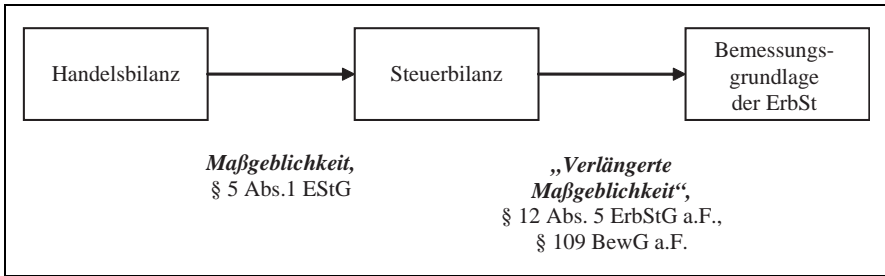 Handelsbilanz
Steuerbilanz
Bemessungs-
grundlage
der ErbSt
Maßgeblichkeit,
§ 5 Abs.1 EStG
„Verlängerte
Maßgeblichkeit“,
§ 12 Abs. 5 ErbStG a.F.,
§ 109 BewG a.F.